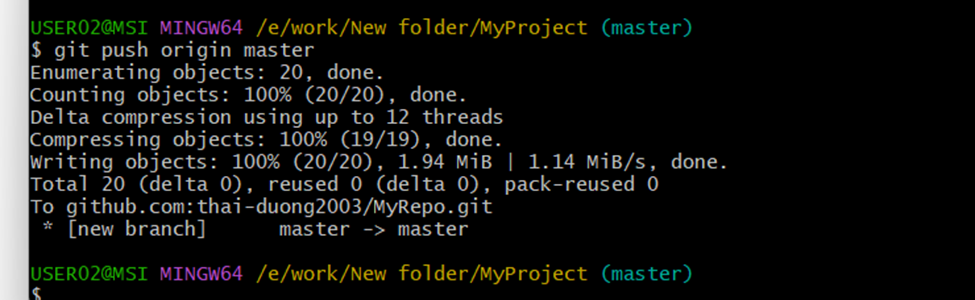 USER02@MSI MINGW64 /e/work/New folder/MyProject (master)
$ git push origin master
Enumerating objects: 20, done.
Counting objects: 100% (20/20), done.
Delta compression using up to 12 threads
Compressing objects: 100% (19/19), done.
Writing objects: 100% (20/20), 1.94 MiB | 1.14 MiB/s, done.
Total 20 (delta 0), reused 0 (delta 0), pack-reused 0
To github.com:thai-duong2003/MyRepo.git
 * [new branch]      master -> master
USER02@MSI MINGW64 /e/work/New folder/MyProject (master)
$